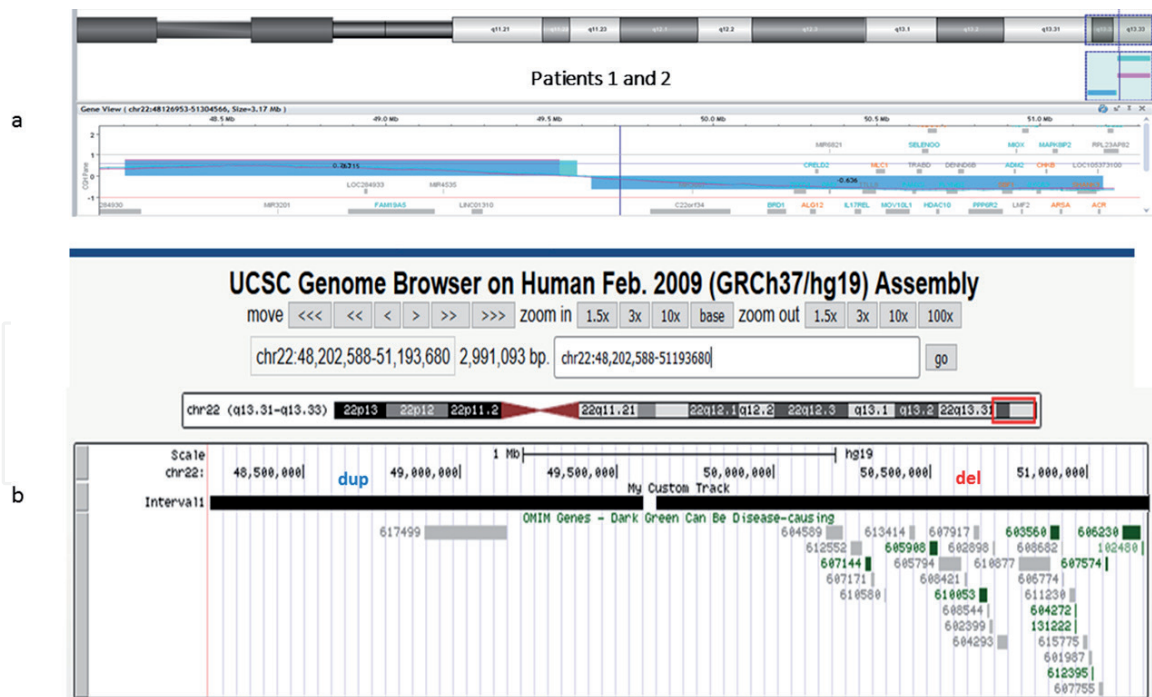 q11.21 q11.23 q12.1 q12.2 q12.3 q13.1 q13.2 q13.31 q13.33
Patients 1 and 2
a
Gene View ( chr22:48126953-51304566, Size=3.17 Mb)
48.5 Mb 49.0 Mb 49.5 Mb 50.0 Mb 50.5 Mb 51.0 Mb
2
MIR6821 SELENOO MIOX MAPK8IP2 RPL23AP82
1
CRELD2 MLC1 TRABD DENND6B ADM2 CHKB LOC105373100
0.76315
0
-0.636
LOC284933 MIR4535
-1
284930 MIR3201 FAM19A5 LINC01310 C22orf34 BRD1 ALG12 IL17REL MOV10L1 HDAC10 PPP6R2 LMF2 ARSA ACR
UCSC Genome Browser on Human Feb. 2009 (GRCh37/hg19) Assembly
move <<< << < > >> >>> zoom in 1.5x 3x 10x base zoom out 1.5x 3x 10x 100x
chr22:48,202,588-51,193,680 2,991,093 bp. chr22:48,202,588-51193680 go
chr22 (q13.31-q13.33) 22p13 22p12 22p11.2 22q11.21 22q12.1 q12.2 22q12.3 q13.1 q13.2 22q13.31
Scale 1 Mb hg19
chr22: 48,500,000 49,000,000 49,500,000 50,000,000 50,500,000 51,000,000
dup del
My Custom Track
b
Interval1
OMIM Genes - Dark Green Can Be Disease-causing
617499 604589 613414 607917 603560 606230
612552 605908 602898 608682 102480
607144 605794 610877 607574
607171 608421 606774
610580 610053 611230
608544 604272
602399 131222
604293 615775
601987
612395
607755